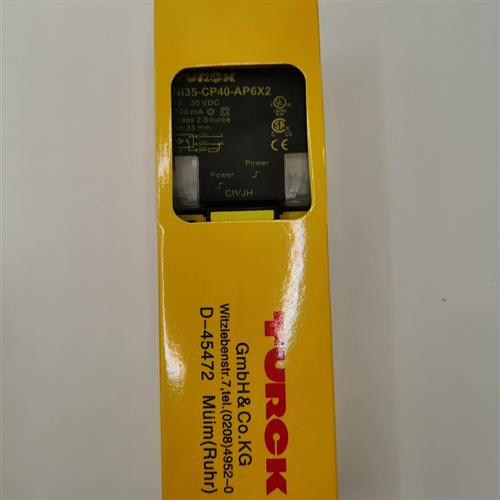 TURCK
NI35-CP40-AP6X2
10...30 VDC
200 mA
Class 2 Source
Sn:35 mm
Power
Power
CIVJH
TURCK
GmbH&Co.KG
Witzlebenstr.7,tel.(0208)4952-0
D-45472 Müim(Ruhr)